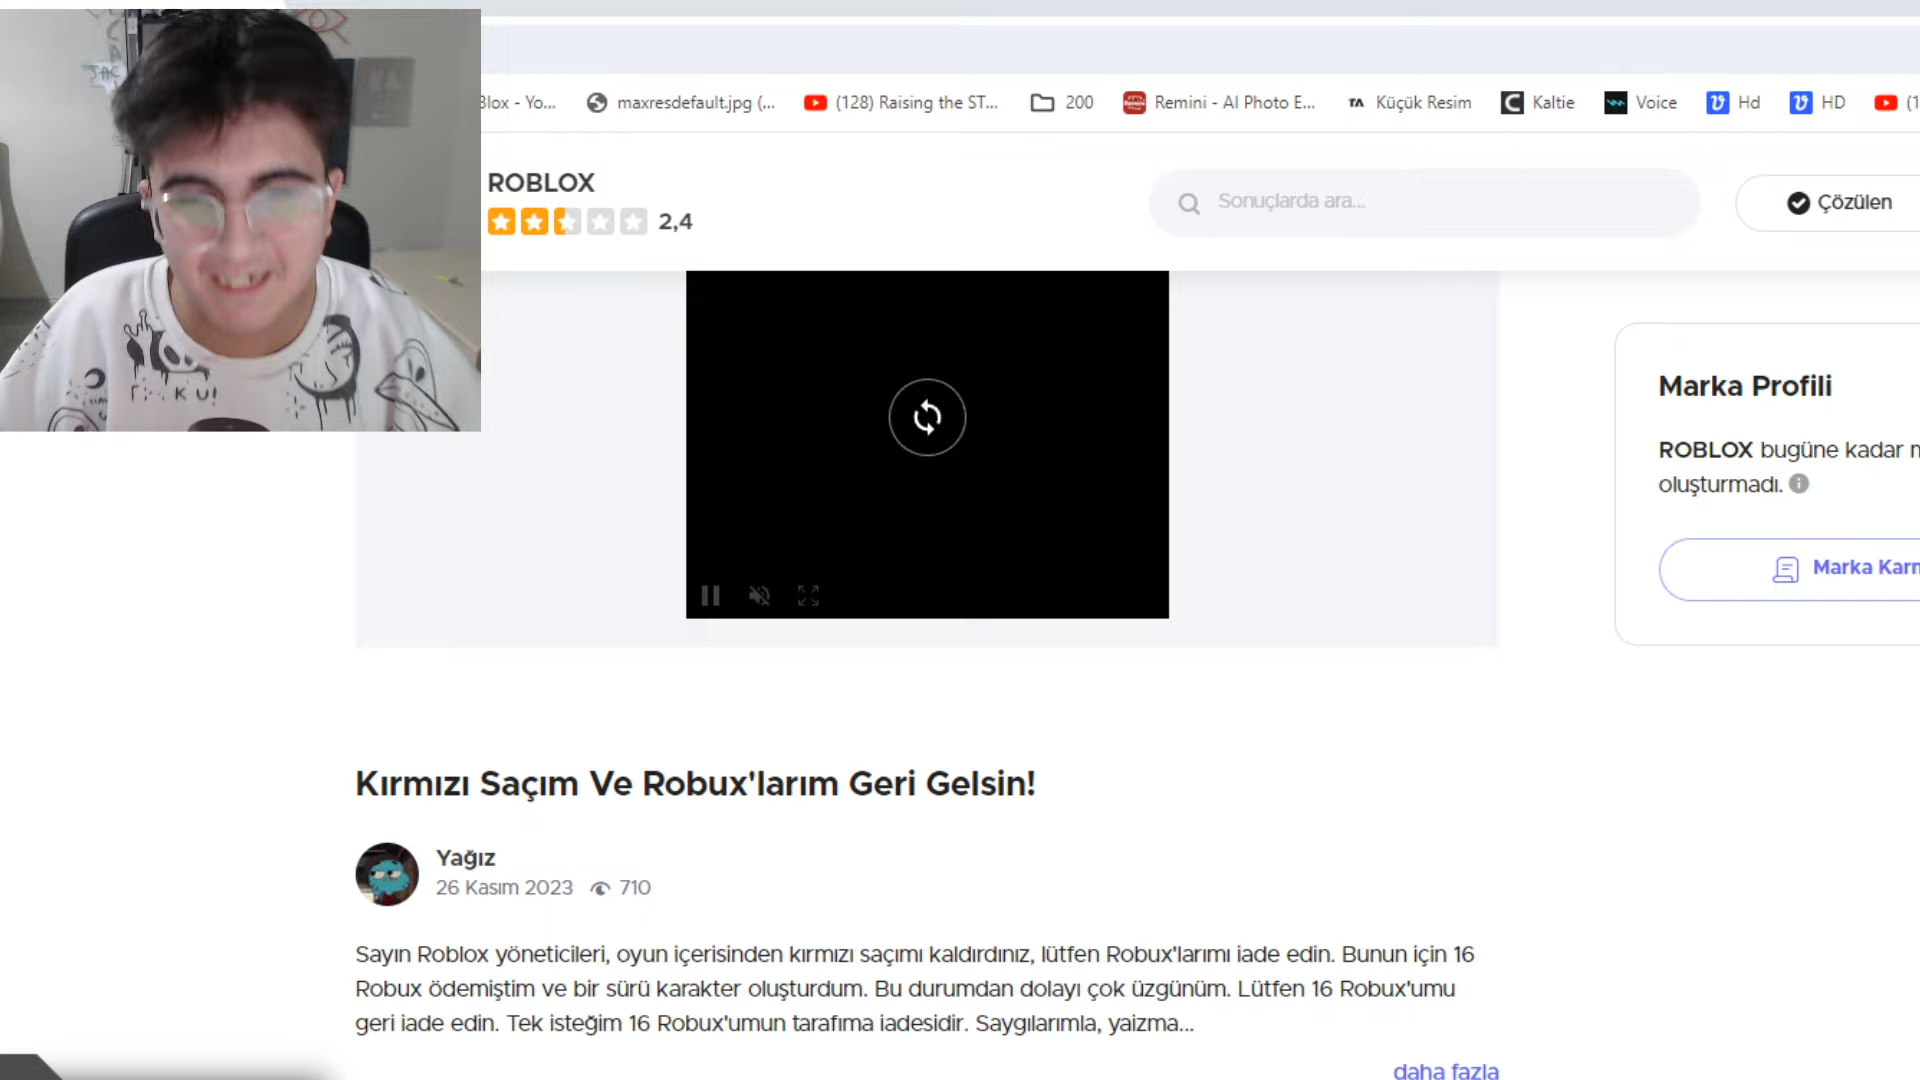 Blox - Yo...
maxresdefault.jpg (...
(128) Raising the ST...
200
Remini - AI Photo E...
Küçük Resim
Kaltie
Voice
Hd
HD
(1
ROBLOX
2,4
Sonuçlarda ara...
Çözülen
Marka Profili
ROBLOX bugüne kadar
oluşturmadı.
Marka Karn
Kırmızı Saçım Ve Robux'larım Geri Gelsin!
Yağız
26 Kasım 2023 710
Sayın Roblox yöneticileri, oyun içerisinden kırmızı saçımı kaldırdınız, lütfen Robux'larımı iade edin. Bunun için 16
Robux ödemiştim ve bir sürü karakter oluşturdum. Bu durumdan dolayı çok üzgünüm. Lütfen 16 Robux'umu
geri iade edin. Tek isteğim 16 Robux'umun tarafıma iadesidir. Saygılarımla, yaizma...
daha fazla